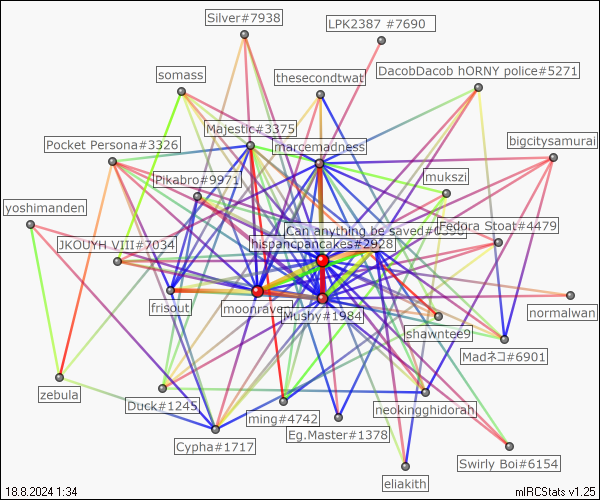 Silver#7938
LPK2387 #7690
somass
thesecondtwat
DacobDacob hORNY police#5271
Majestic#3375
marcemadness
Pocket Persona#3326
bigcitysamurai
Pikabro#9971
mukszi
yoshimanden
Can anything be saved
Fedora Stoat#4479
JKOUYH VIII#7034
hispancpancakes#2928
frisout
moonraven
Mushy#1984
normalwan
shawntee9
Madネコ#6901
zebula
Duck#1245
ming#4742
neokingghidorah
Cypha#1717
Eg.Master#1378
Swirly Boi#6154
eliakith
18.8.2024 1:34
mIRCStats v1.25